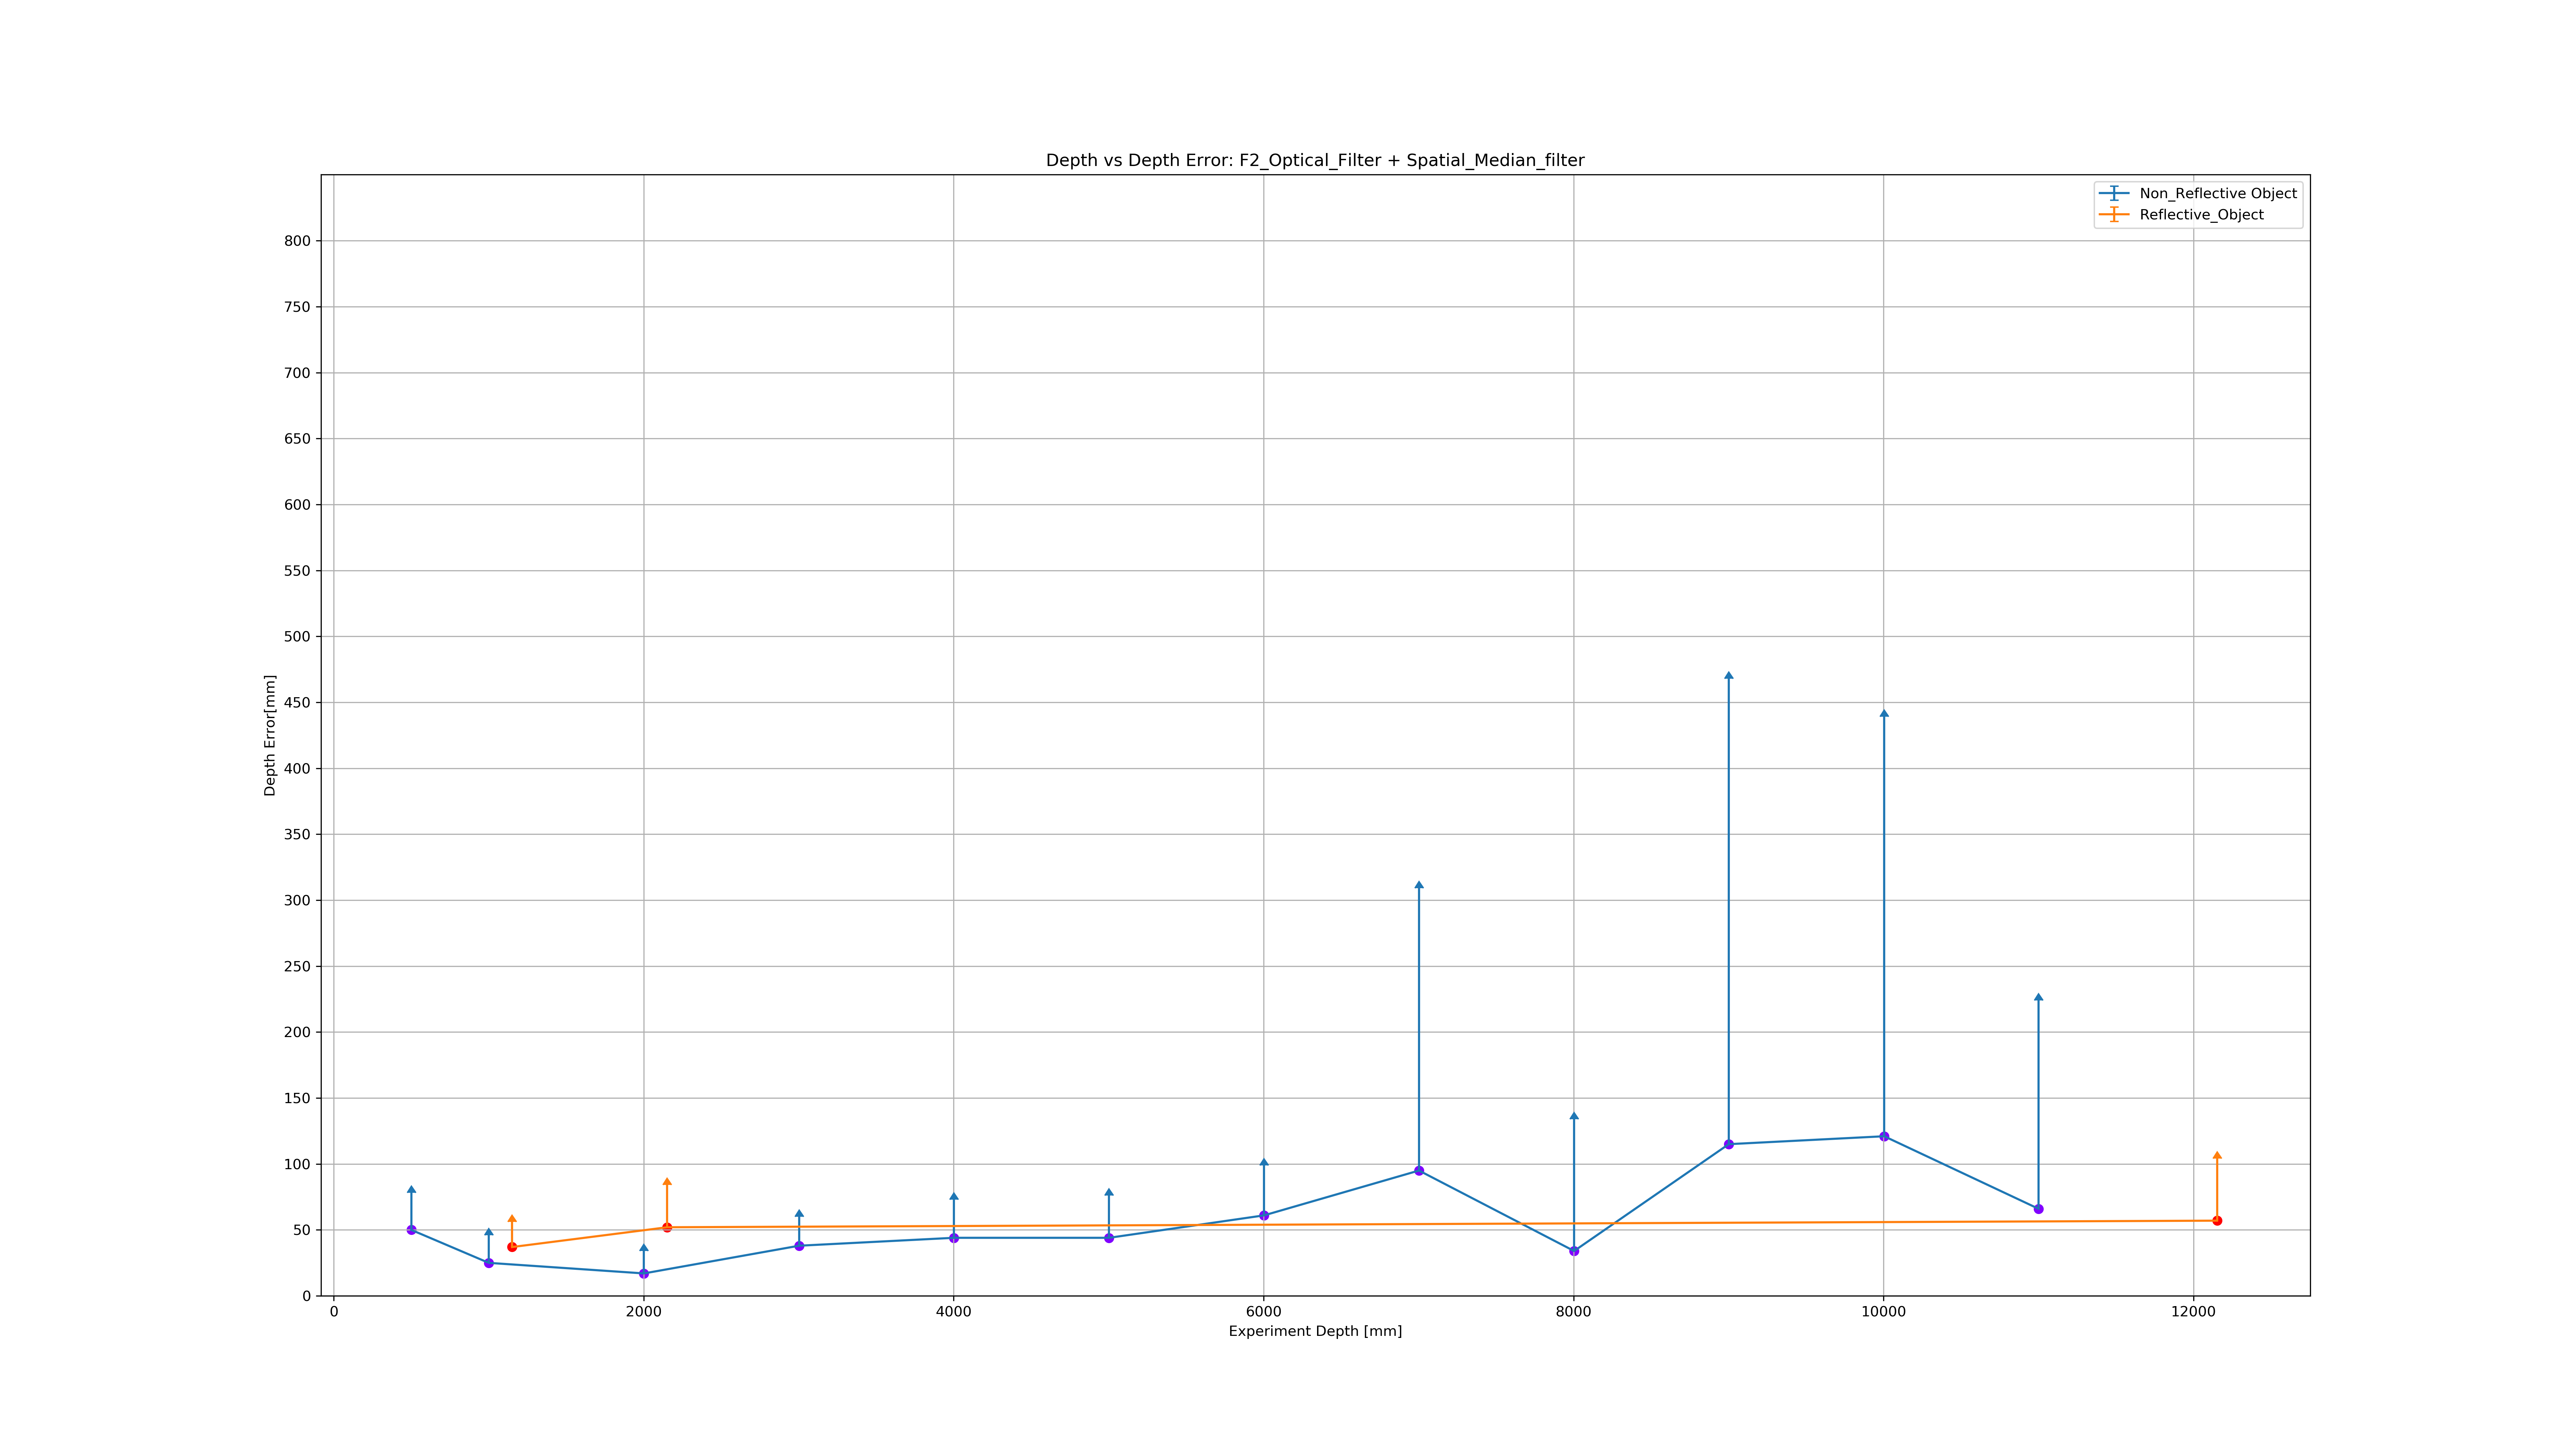 Depth vs Depth Error: F2_Optical_Filter + Spatial_Median_filter
Non_Reflective Object
Reflective_Object
800
750
700
650
600
550
500
450
400
350
300
250
200
150
100
50
0
Depth Error[mm]
0 2000 4000 6000 8000 10000 12000
Experiment Depth [mm]